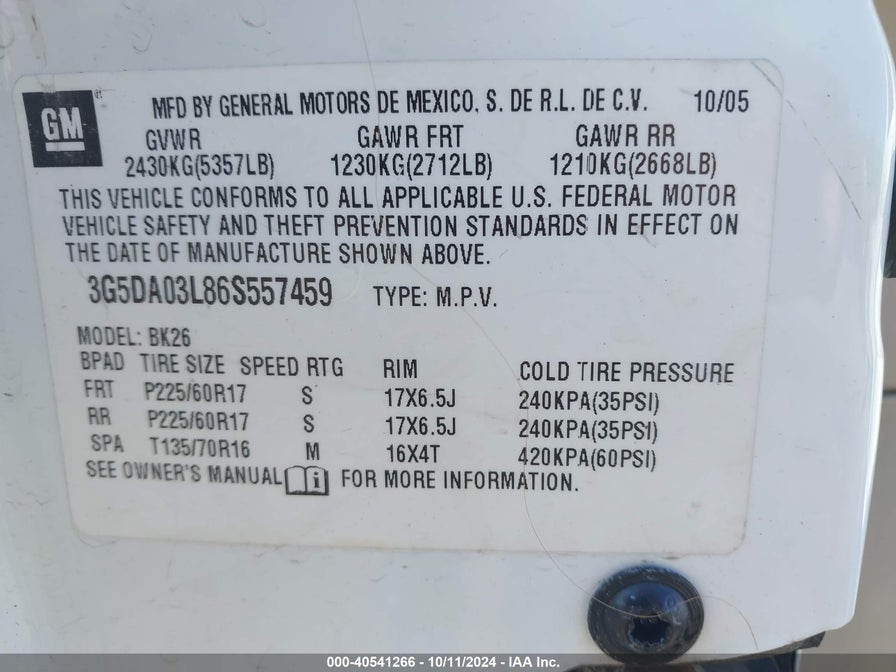 GM
MFD BY GENERAL MOTORS DE MEXICO, S. DE R.L. DE C.V. 10/05
GVWR GAWR FRT GAWR RR
2430KG(5357LB) 1230KG(2712LB) 1210KG(2668LB)
THIS VEHICLE CONFORMS TO ALL APPLICABLE U.S. FEDERAL MOTOR
VEHICLE SAFETY AND THEFT PREVENTION STANDARDS IN EFFECT ON
THE DATE OF MANUFACTURE SHOWN ABOVE.
3G5DA03L86S557459 TYPE: M.P.V.
MODEL: BK26
BPAD TIRE SIZE SPEED RTG RIM COLD TIRE PRESSURE
FRT P225/60R17 S 17X6.5J 240KPA(35PSI)
RR P225/60R17 S 17X6.5J 240KPA(35PSI)
SPA T135/70R16 M 16X4T 420KPA(60PSI)
SEE OWNER'S MANUAL i FOR MORE INFORMATION.
000-40541266 - 10/11/2024 - IAA Inc.